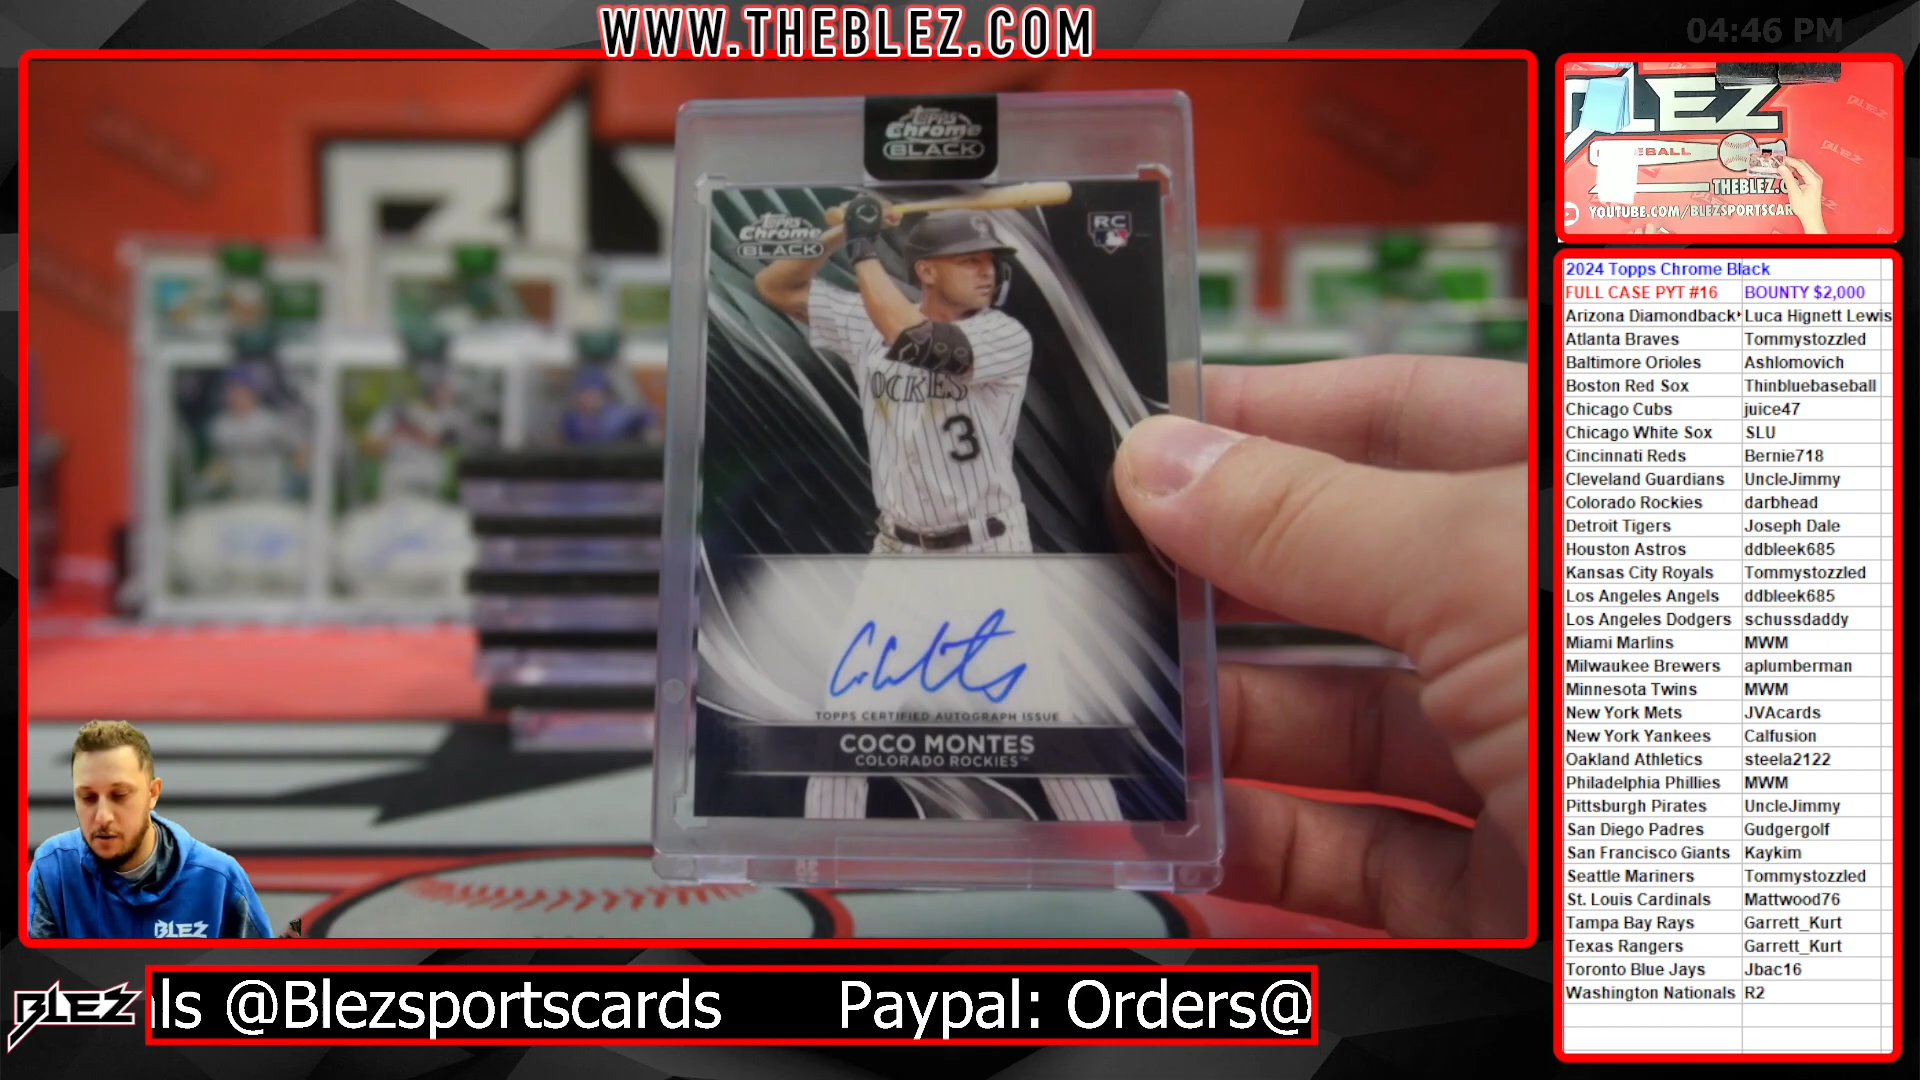 WWW.THEBLEZ.COM
04:46 PM
Topps
Chrome
BLACK
Topps
Chrome
BLACK
RC
OCKIES
3
TOPPS CERTIFIED AUTOGRAPH ISSUE
COCO MONTES
COLORADO ROCKIES™
BLEZ
BLEZ
ls @Blezsportscards Paypal: Orders@
LEZ
EBALL
THEBLEZ.C
YOUTUBE.COM/BLEZSPORTSCAR
2024 Topps Chrome Black
FULL CASE PYT #16 BOUNTY $2,000
Arizona Diamondback Luca Hignett Lewis
Atlanta Braves Tommystozzled
Baltimore Orioles Ashlomovich
Boston Red Sox Thinbluebaseball
Chicago Cubs juice47
Chicago White Sox SLU
Cincinnati Reds Bernie718
Cleveland Guardians UncleJimmy
Colorado Rockies darbhead
Detroit Tigers Joseph Dale
Houston Astros ddbleek685
Kansas City Royals Tommystozzled
Los Angeles Angels ddbleek685
Los Angeles Dodgers schussdaddy
Miami Marlins MWM
Milwaukee Brewers aplumberman
Minnesota Twins MWM
New York Mets JVAcards
New York Yankees Calfusion
Oakland Athletics steela2122
Philadelphia Phillies MWM
Pittsburgh Pirates UncleJimmy
San Diego Padres Gudgergolf
San Francisco Giants Kaykim
Seattle Mariners Tommystozzled
St. Louis Cardinals Mattwood76
Tampa Bay Rays Garrett_Kurt
Texas Rangers Garrett_Kurt
Toronto Blue Jays Jbac16
Washington Nationals R2